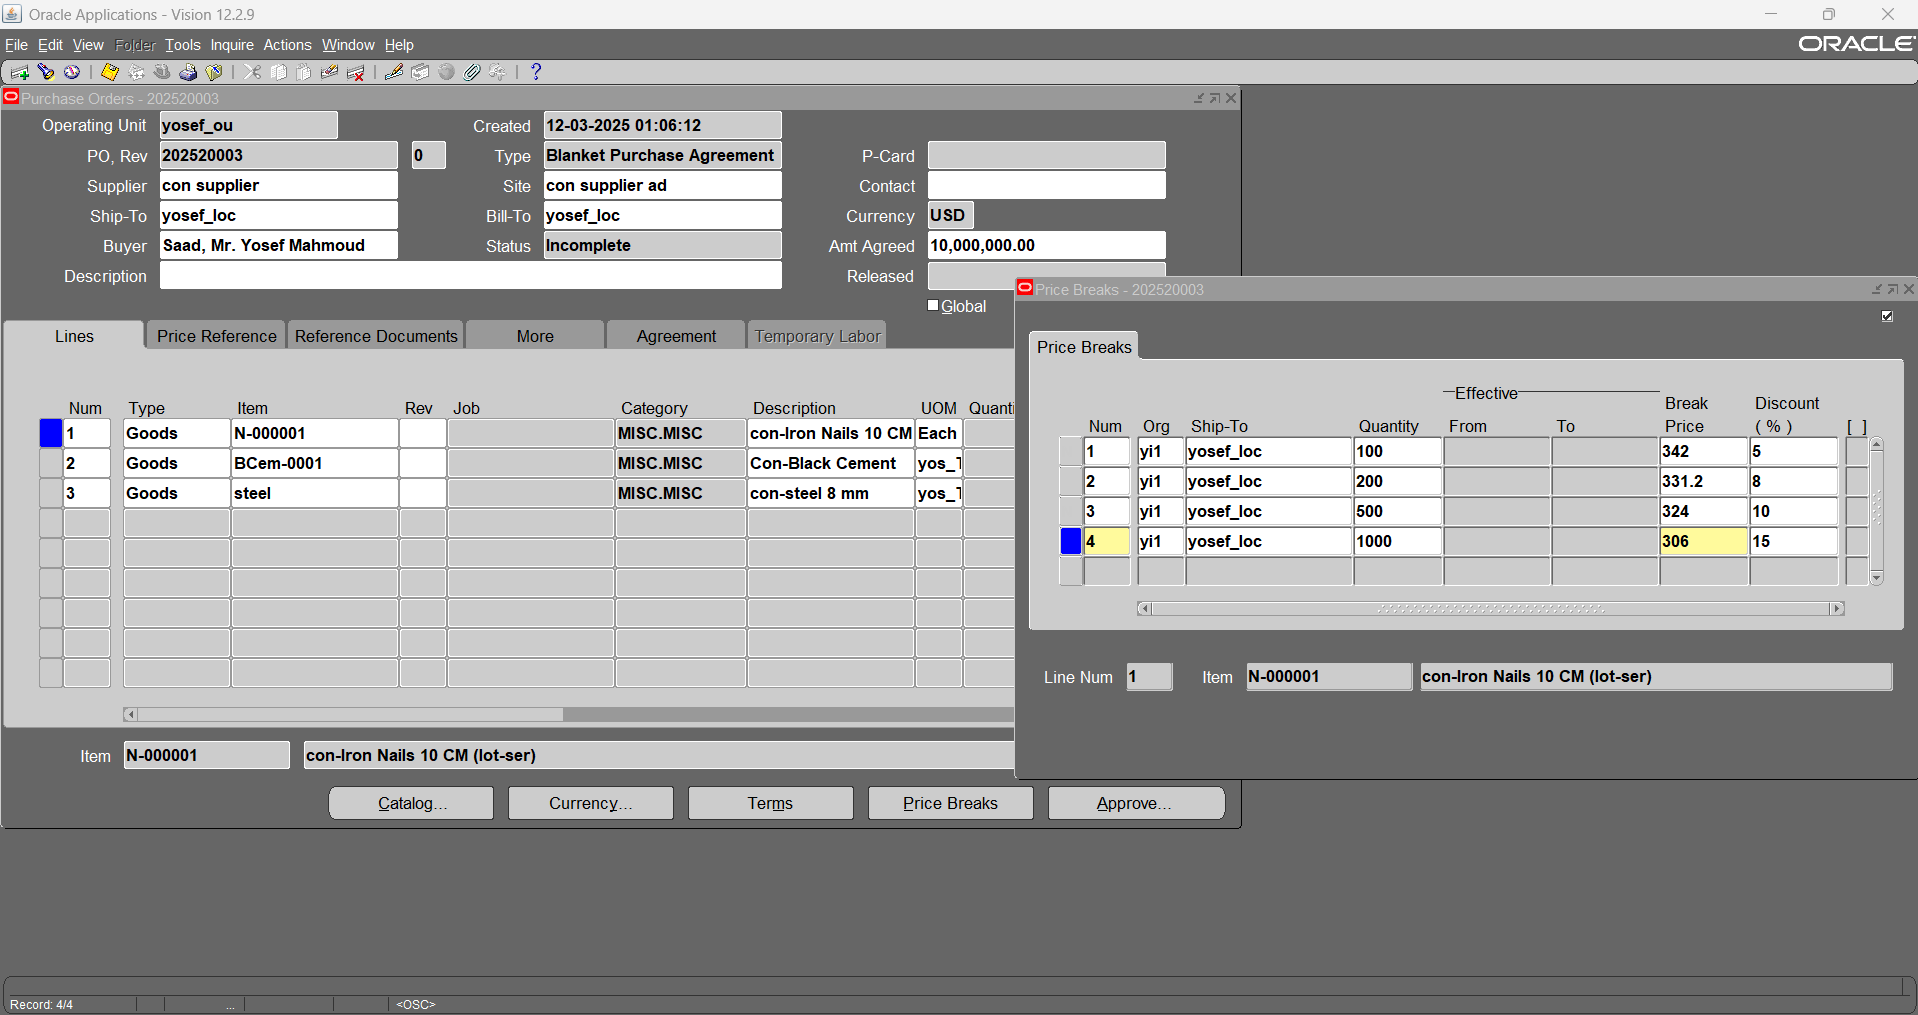 Oracle Applications - Vision 12.2.9
File Edit View Folder Tools Inquire Actions Window Help
ORACLE
Purchase Orders - 202520003
Operating Unit yosef_ou Created 12-03-2025 01:06:12
PO, Rev 202520003 0 Type Blanket Purchase Agreement P-Card
Supplier con supplier Site con supplier ad Contact
Ship-To yosef_loc Bill-To yosef_loc Currency USD
Buyer Saad, Mr. Yosef Mahmoud Status Incomplete Amt Agreed 10,000,000.00
Description Released
Global
Lines Price Reference Reference Documents More Agreement Temporary Labor
Num Type Item Rev Job Category Description UOM Quanti
1 Goods N-000001 MISC.MISC con-Iron Nails 10 CM Each
2 Goods BCem-0001 MISC.MISC Con-Black Cement yos_T
3 Goods steel MISC.MISC con-steel 8 mm yos_T
Item N-000001 con-Iron Nails 10 CM (lot-ser)
Catalog... Currency... Terms Price Breaks Approve...
Price Breaks - 202520003
Price Breaks
Effective
Break Discount
Num Org Ship-To Quantity From To Price ( % ) [ ]
1 yi1 yosef_loc 100 342 5
2 yi1 yosef_loc 200 331.2 8
3 yi1 yosef_loc 500 324 10
4 yi1 yosef_loc 1000 306 15
Line Num 1 Item N-000001 con-Iron Nails 10 CM (lot-ser)
Record: 4/4 ... <OSC>